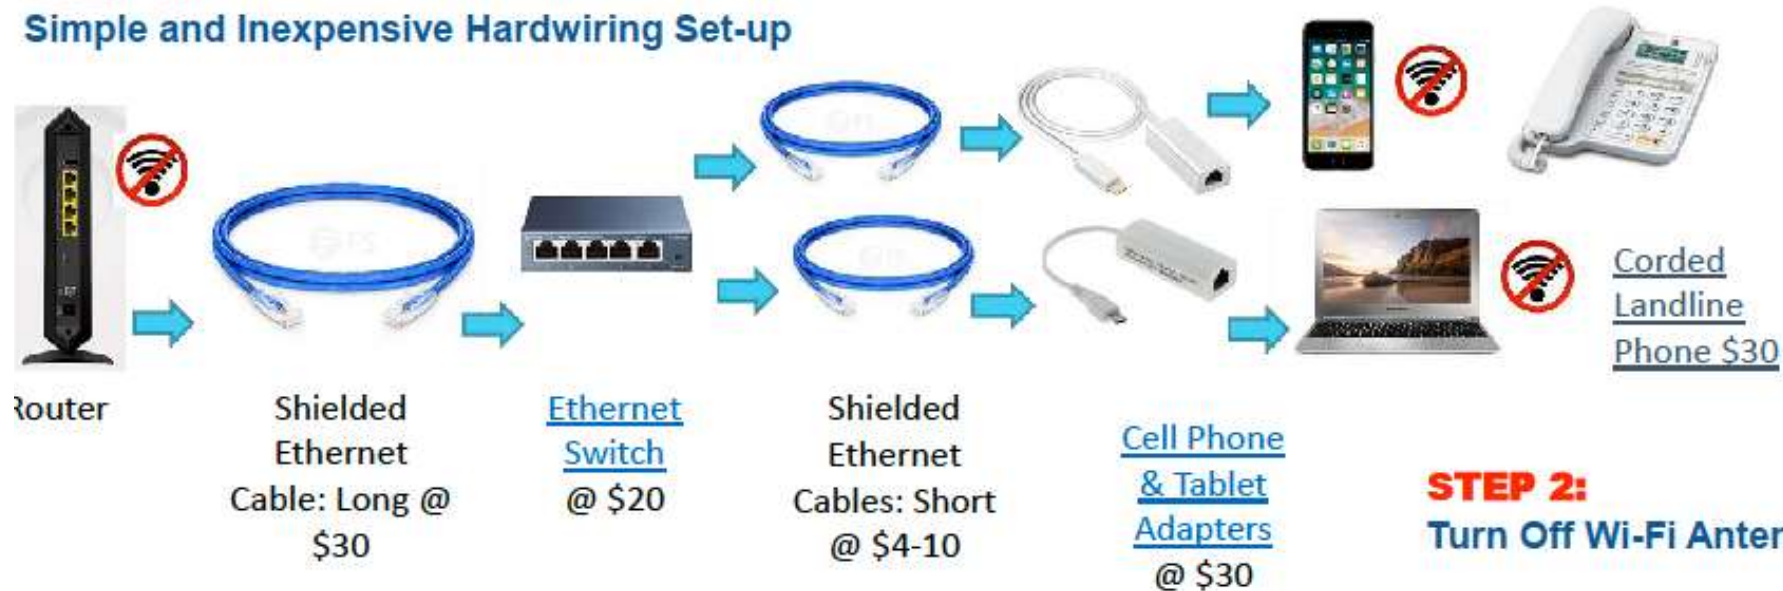 Simple and Inexpensive Hardwiring Set-up
Router
Shielded
Ethernet
Cable: Long @
$30
Ethernet
Switch
@ $20
Shielded
Ethernet
Cables: Short
@ $4-10
Cell Phone
& Tablet
Adapters
@ $30
Corded
Landline
Phone $30
STEP 2:
Turn Off Wi-Fi Anten